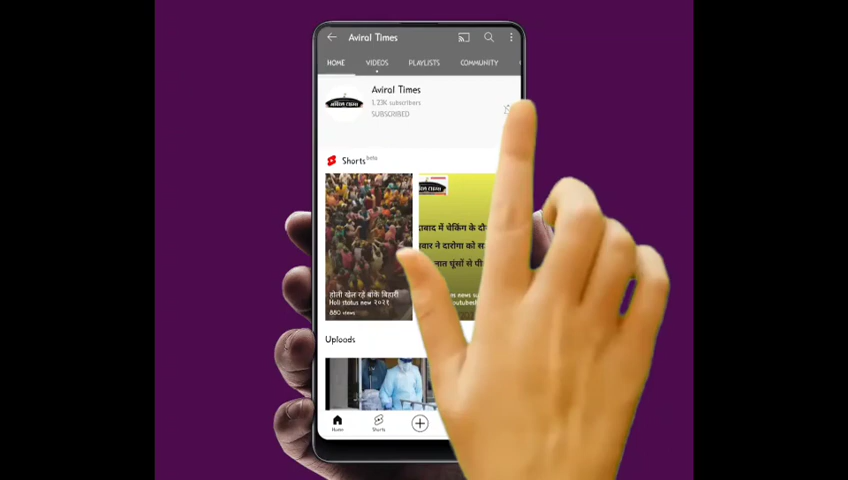 Aviral Times
HOME VIDEOS PLAYLISTS COMMUNITY
Aviral Times
1.23K subscribers
SUBSCRIBED
Shorts beta
में चेकिंग के
ने दारोगा को
घूंसों से
होली खेल रहे बांके बिहारी
Holi status new २०२१
880 views
news
Uploads
Home
Shorts